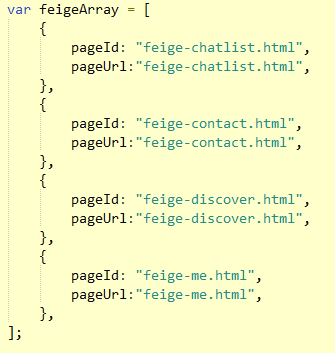 var feigeArray = [
    {
        pageId: "feige-chatlist.html",
        pageUrl:"feige-chatlist.html",
    },
    {
        pageId: "feige-contact.html",
        pageUrl:"feige-contact.html",
    },
    {
        pageId: "feige-discover.html",
        pageUrl:"feige-discover.html",
    },
    {
        pageId: "feige-me.html",
        pageUrl:"feige-me.html",
    },
];